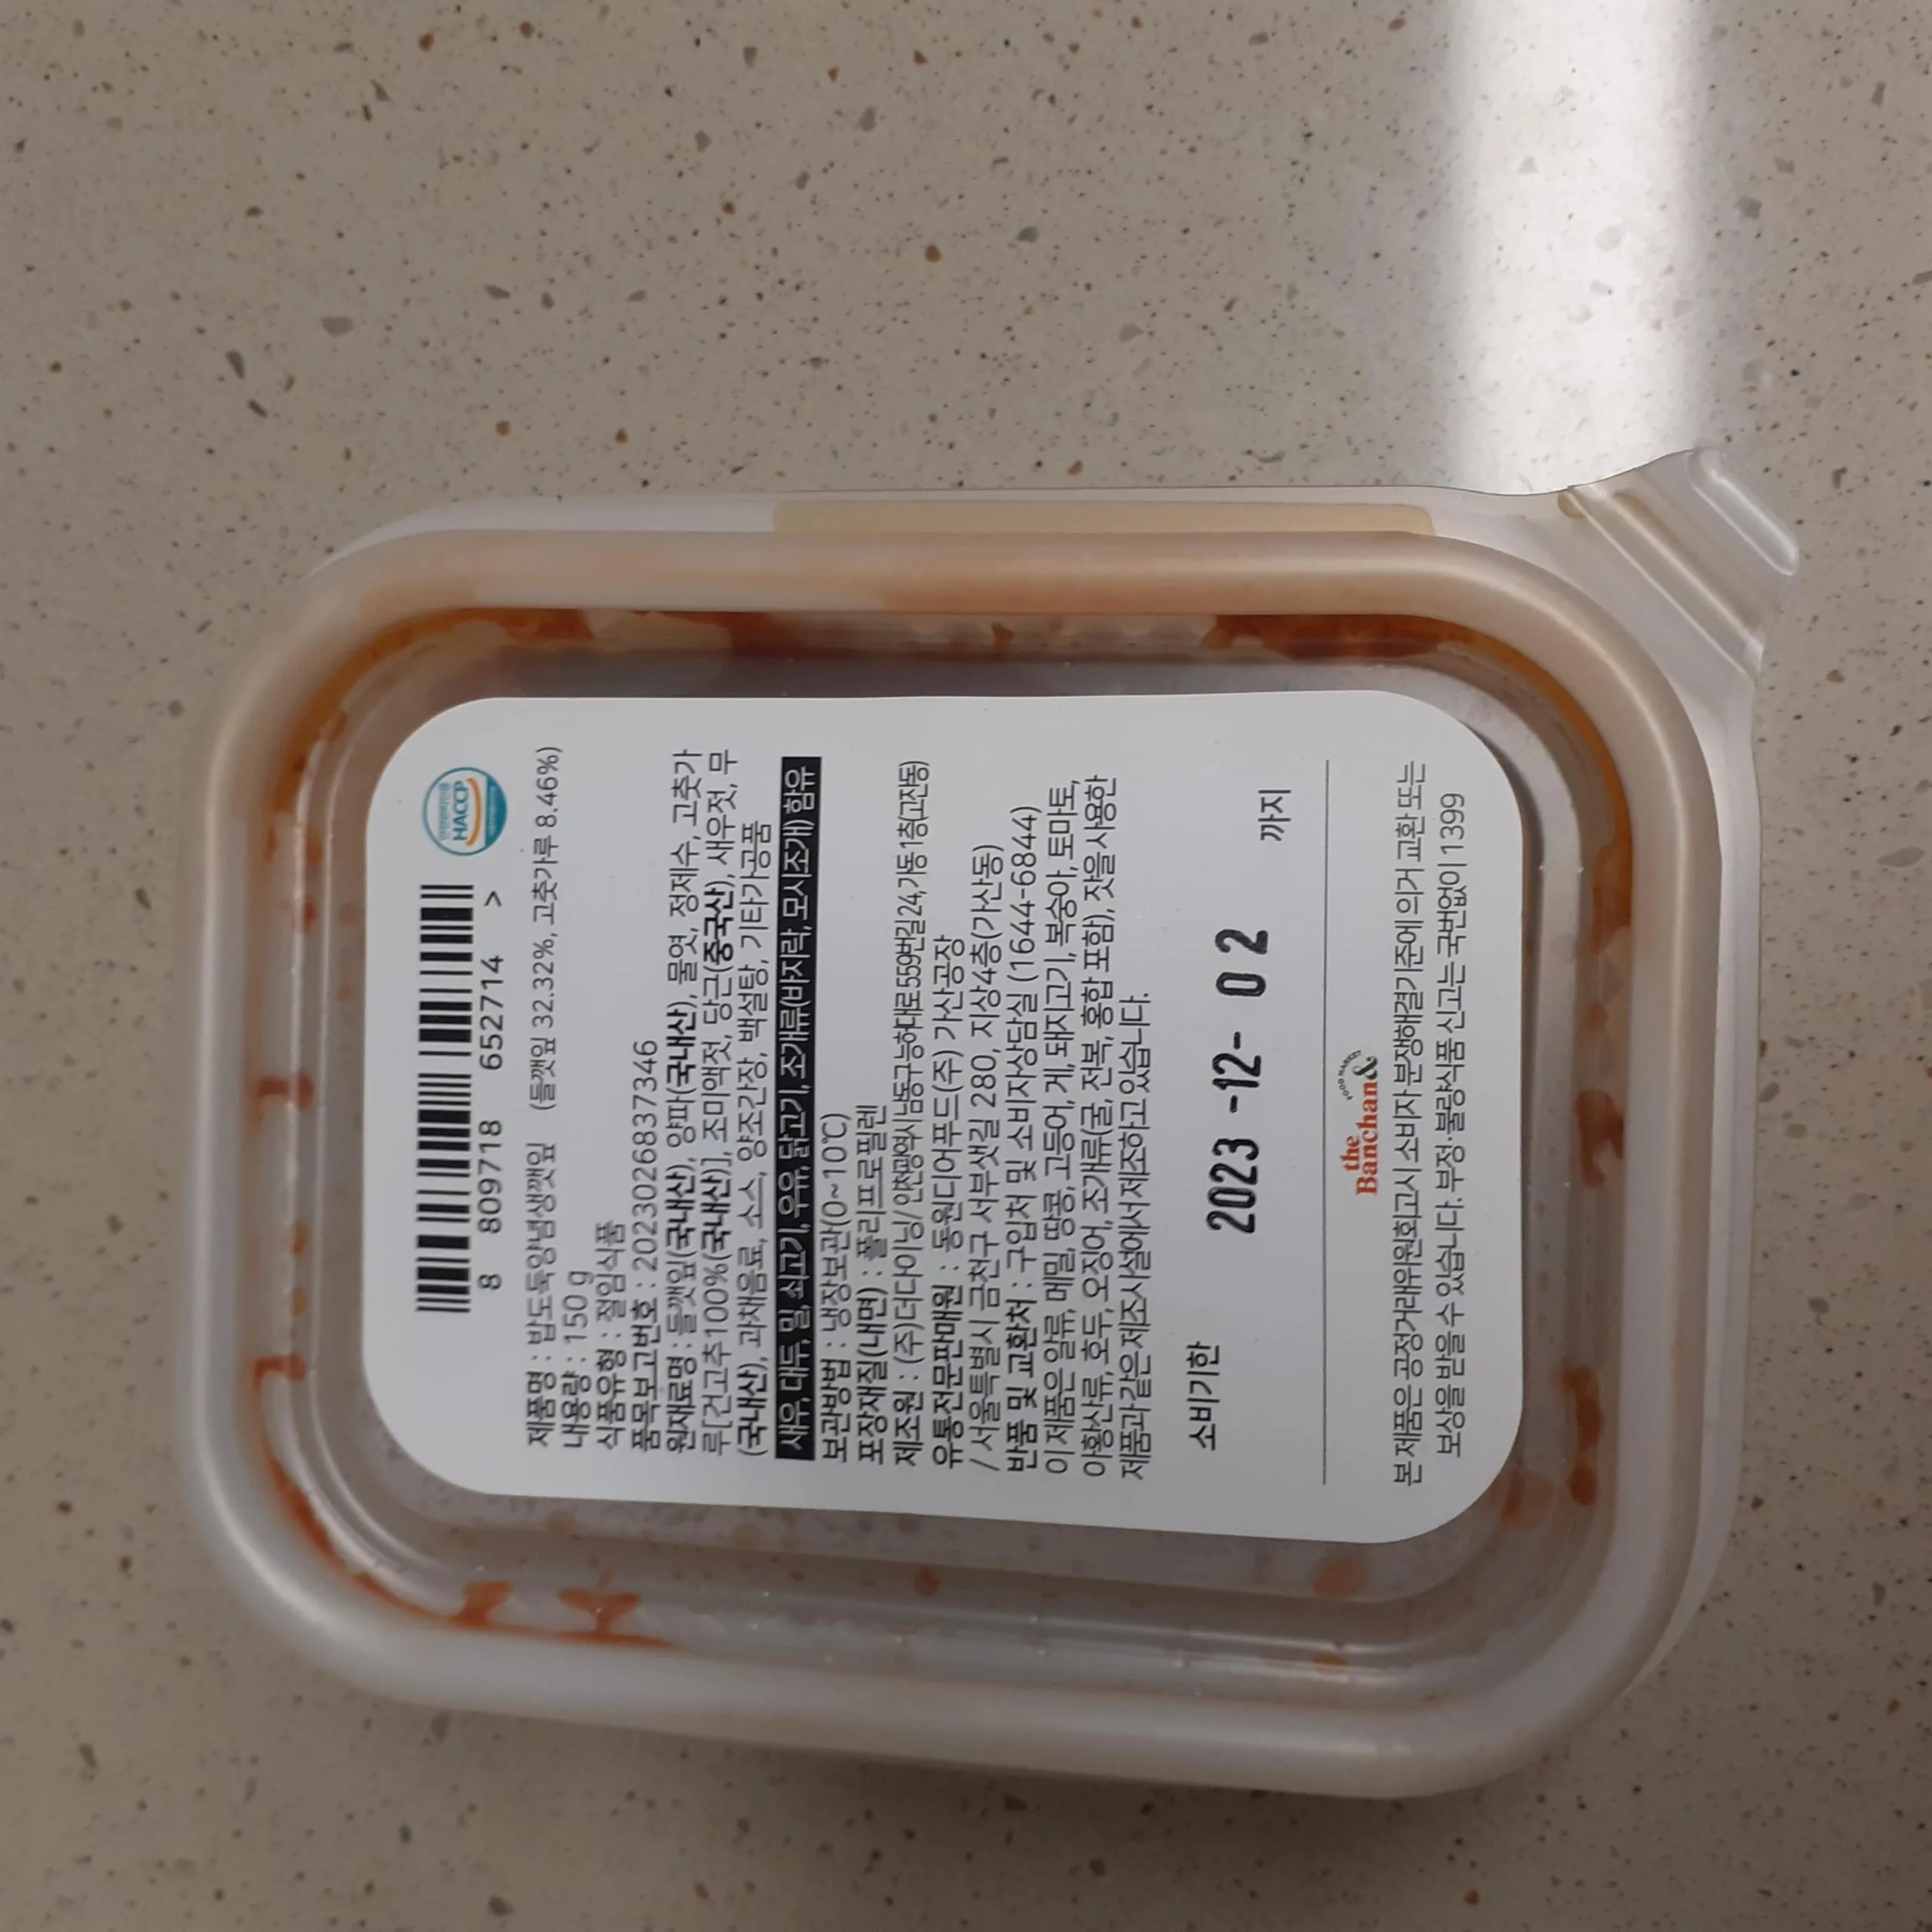 HACCP
8 809718 652714 >
제품명 : 밥도둑양념생깻잎 (들깻잎 32.32%, 고춧가루 8.46%)
내용량 : 150 g
식품유형 : 절임식품
품목보고번호 : 2023026837346
원재료명 : 들깻잎(국내산), 양파(국내산), 물엿, 정제수, 고춧가
루[건고추100%(국내산)], 조미액젓, 당근(중국산), 새우젓, 무
(국내산), 과채음료, 소스, 양조간장, 백설탕, 기타가공품
새우, 대두, 밀, 쇠고기, 우유, 닭고기, 조개류(바지락, 모시조개) 함유
보관방법 : 냉장보관(0~10℃)
포장재질(내면) : 폴리프로필렌
제조원 : (주)더다이닝/ 인천광역시 남동구 능허대로 559번길 24, 가동 1층(고잔동)
유통전문판매원 : 동원디어푸드(주) 가산공장
/ 서울특별시 금천구 서부샛길 280, 지상4층(가산동)
반품 및 교환처 : 구입처 및 소비자상담실 (1644-6844)
이 제품은 알류, 메밀, 땅콩, 고등어, 게, 돼지고기, 복숭아, 토마토,
아황산류, 호두, 오징어, 조개류(굴, 전복, 홍합 포함), 잣을 사용한
제품과 같은 제조시설에서 제조하고 있습니다.
소비기한 2023 -12- 02 까지
FOOD MARKET
the
Banchan&
본 제품은 공정거래위원회고시 소비자 분쟁해결기준에 의거 교환 또는
보상을 받을 수 있습니다. 부정·불량식품 신고는 국번없이 1399